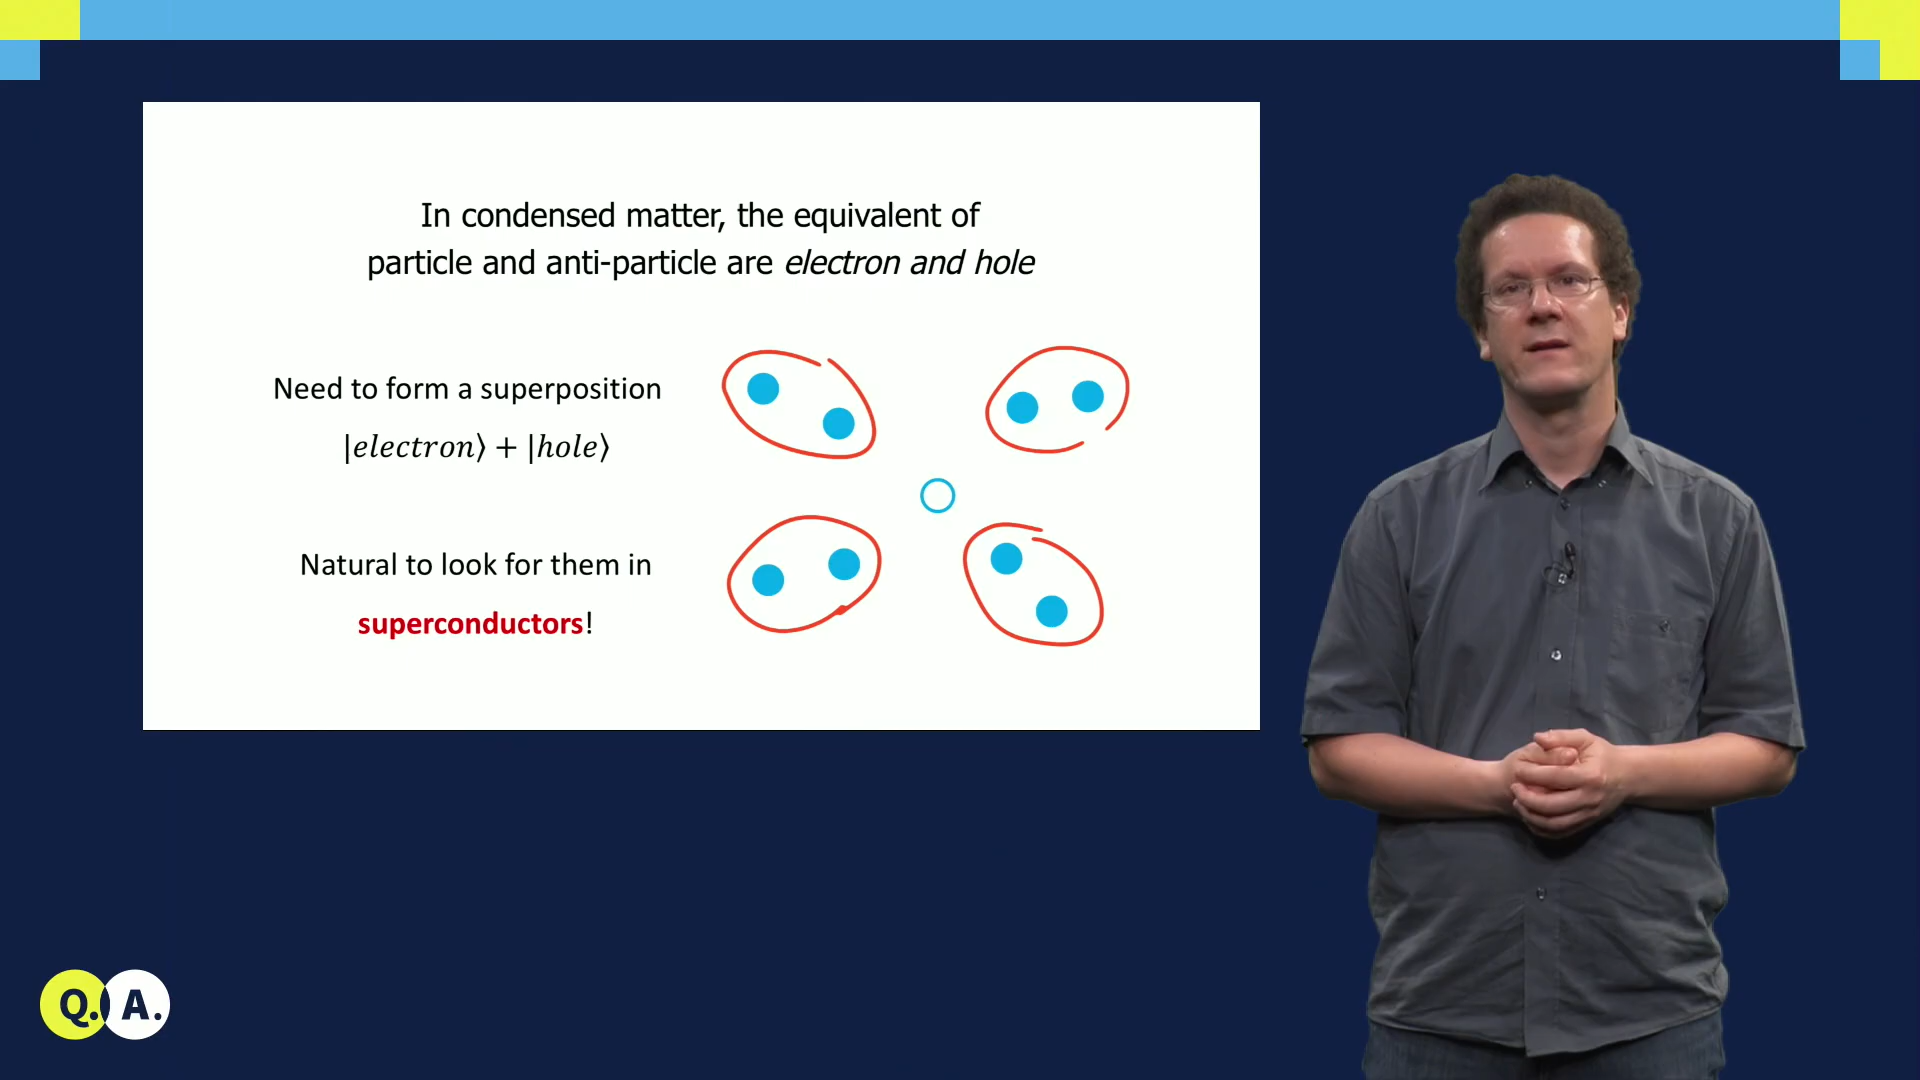 In condensed matter, the equivalent of
particle and anti-particle are electron and hole
Need to form a superposition
|electron⟩ + |hole⟩
Natural to look for them in
superconductors!
Q. A.